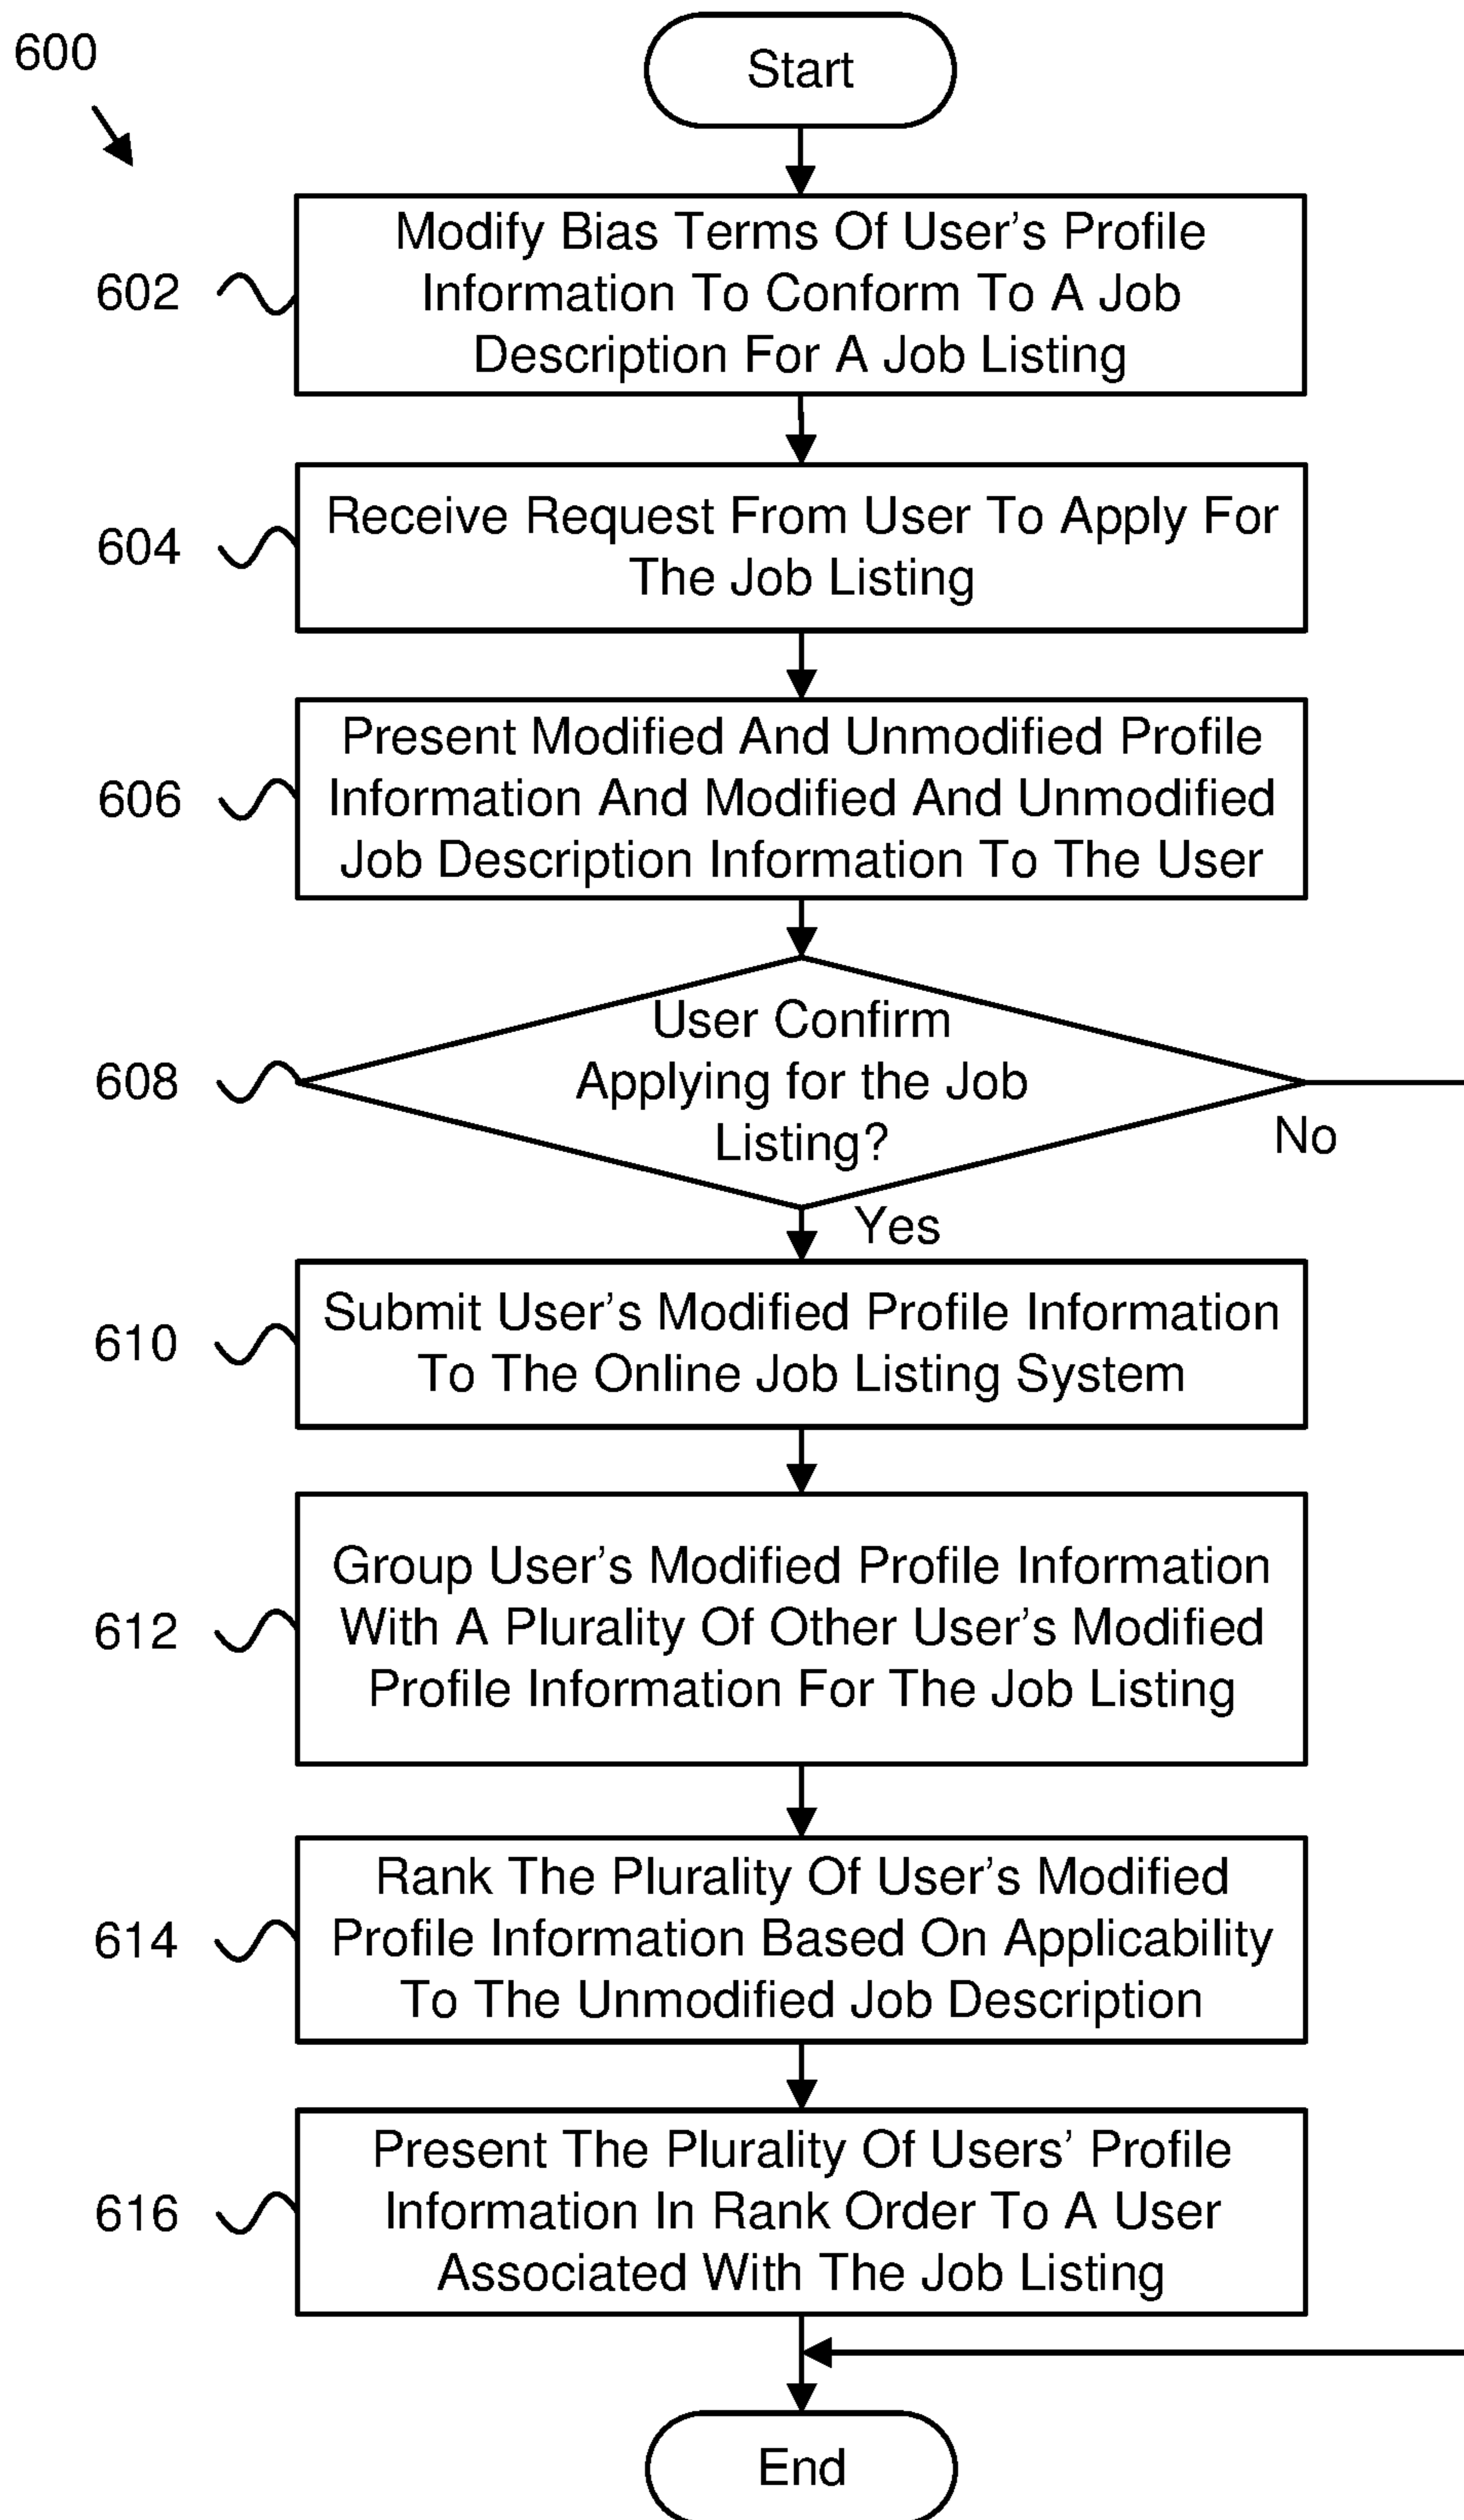 600
Start
602
Modify Bias Terms Of User’s Profile
Information To Conform To A Job
Description For A Job Listing
604
Receive Request From User To Apply For
The Job Listing
606
Present Modified And Unmodified Profile
Information And Modified And Unmodified
Job Description Information To The User
608
User Confirm
Applying for the Job
Listing?
No
Yes
610
Submit User’s Modified Profile Information
To The Online Job Listing System
612
Group User’s Modified Profile Information
With A Plurality Of Other User’s Modified
Profile Information For The Job Listing
614
Rank The Plurality Of User’s Modified
Profile Information Based On Applicability
To The Unmodified Job Description
616
Present The Plurality Of Users’ Profile
Information In Rank Order To A User
Associated With The Job Listing
End